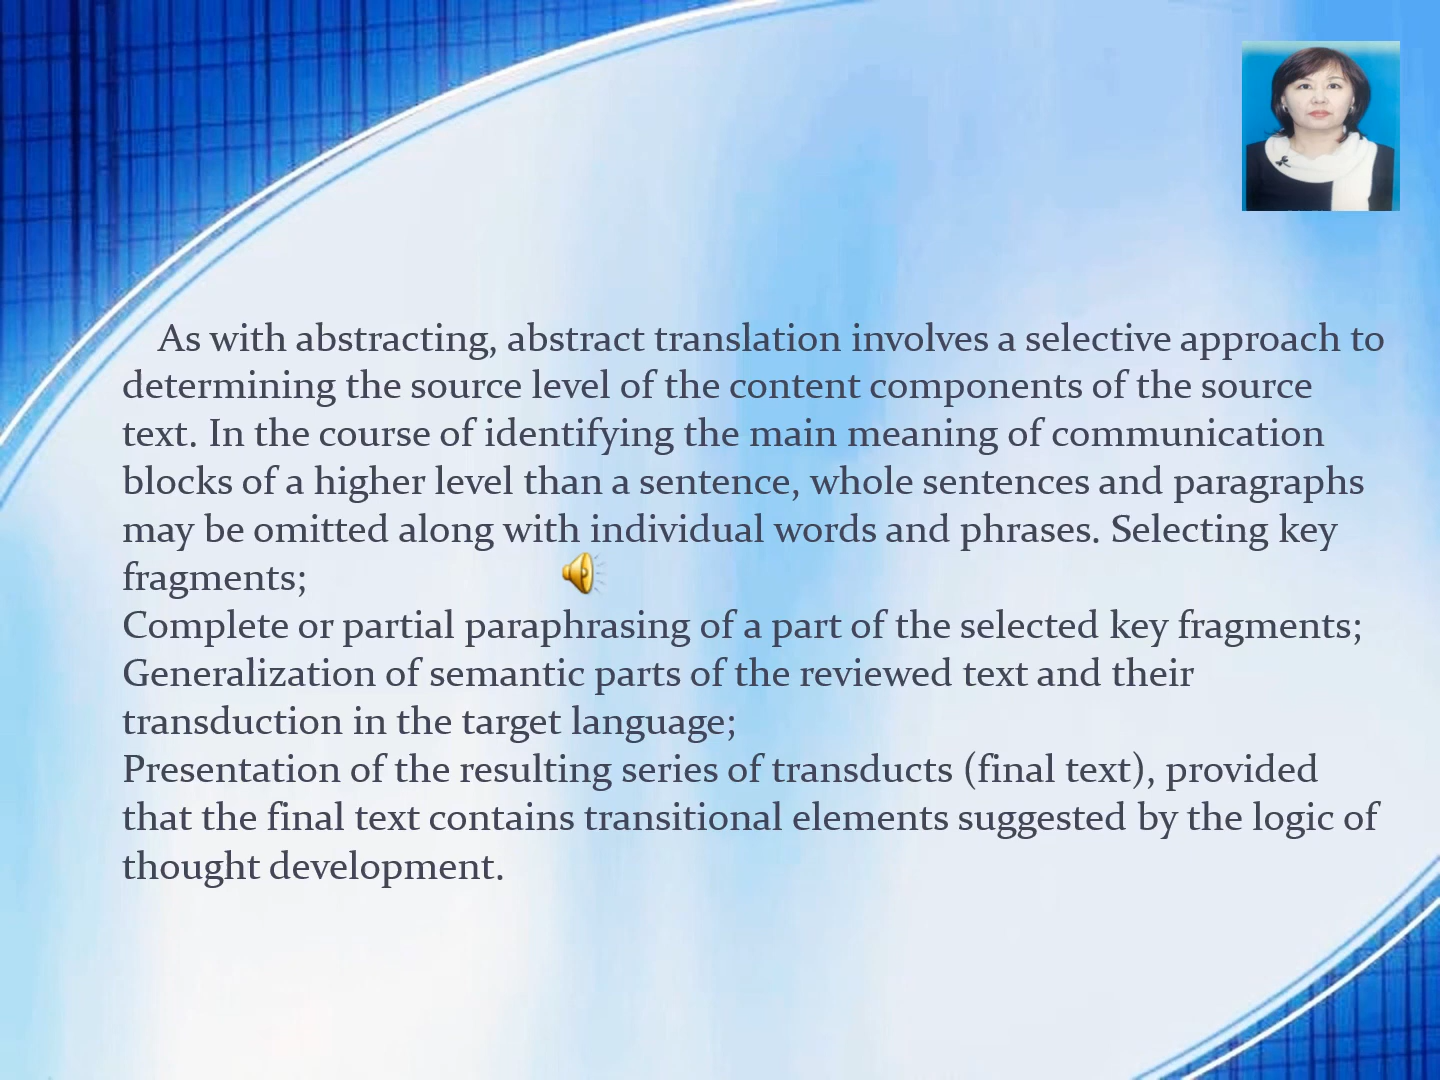 As with abstracting, abstract translation involves a selective approach to
determining the source level of the content components of the source
text. In the course of identifying the main meaning of communication
blocks of a higher level than a sentence, whole sentences and paragraphs
may be omitted along with individual words and phrases. Selecting key
fragments;
Complete or partial paraphrasing of a part of the selected key fragments;
Generalization of semantic parts of the reviewed text and their
transduction in the target language;
Presentation of the resulting series of transducts (final text), provided
that the final text contains transitional elements suggested by the logic of
thought development.